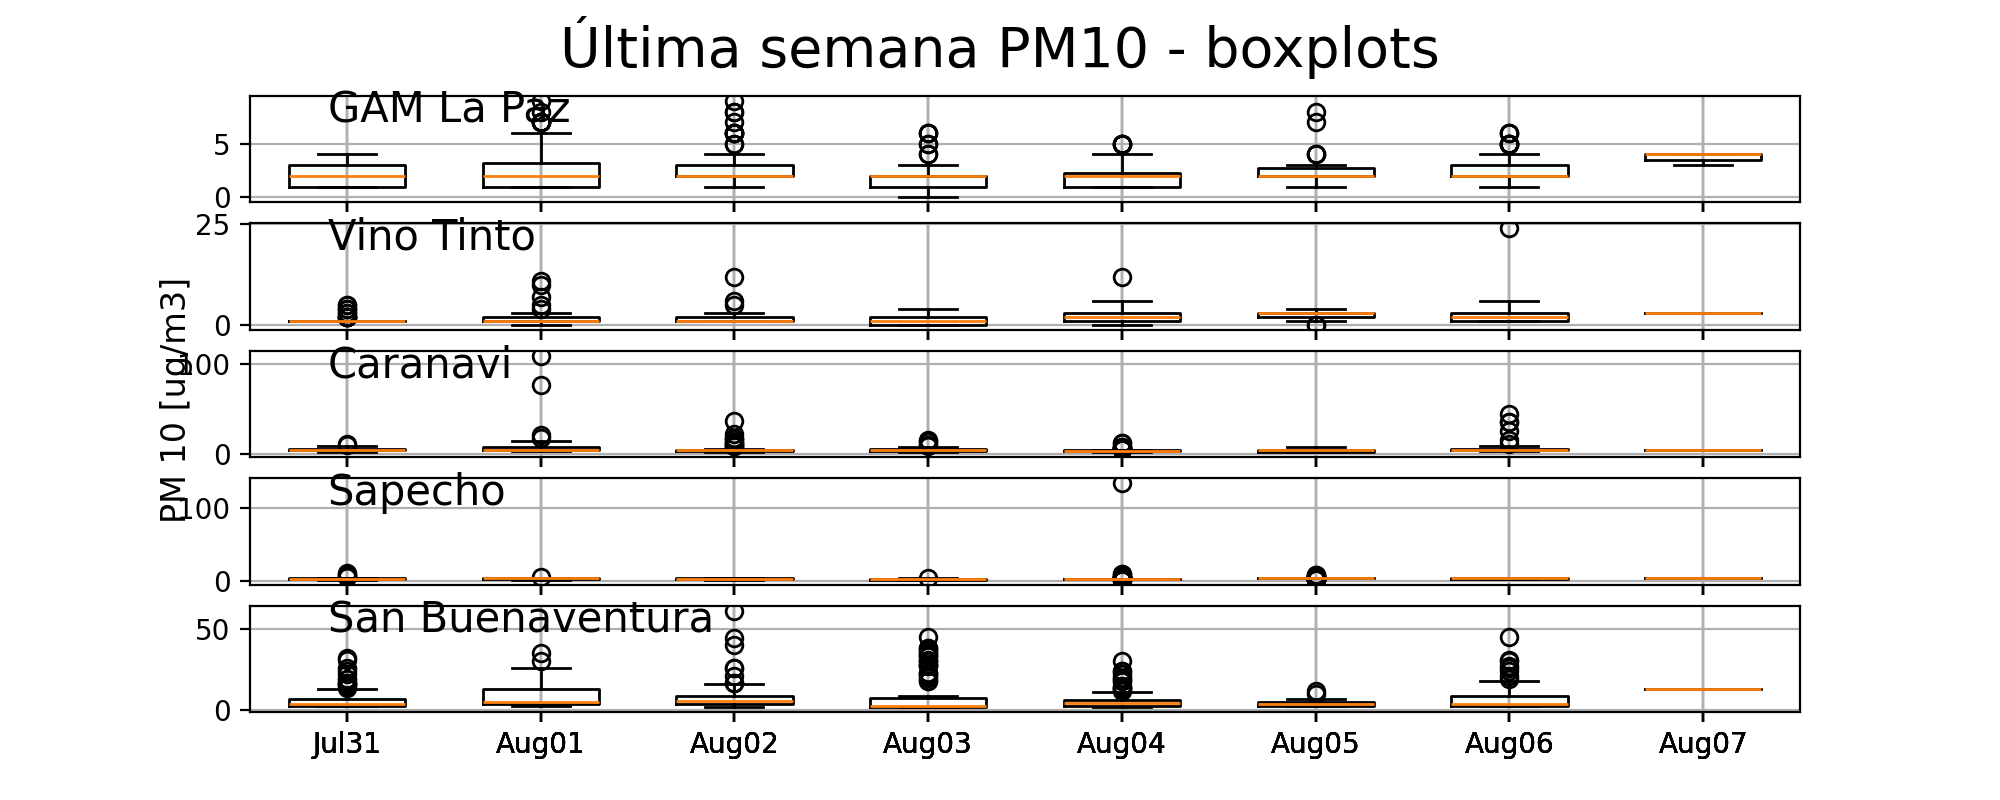 Última semana PM10 - boxplots
GAM La Paz
5
0
Vino Tinto
25
0
PM 10 [ug/m3]
Caranavi
100
0
Sapecho
100
0
San Buenaventura
50
0
Jul31 Aug01 Aug02 Aug03 Aug04 Aug05 Aug06 Aug07